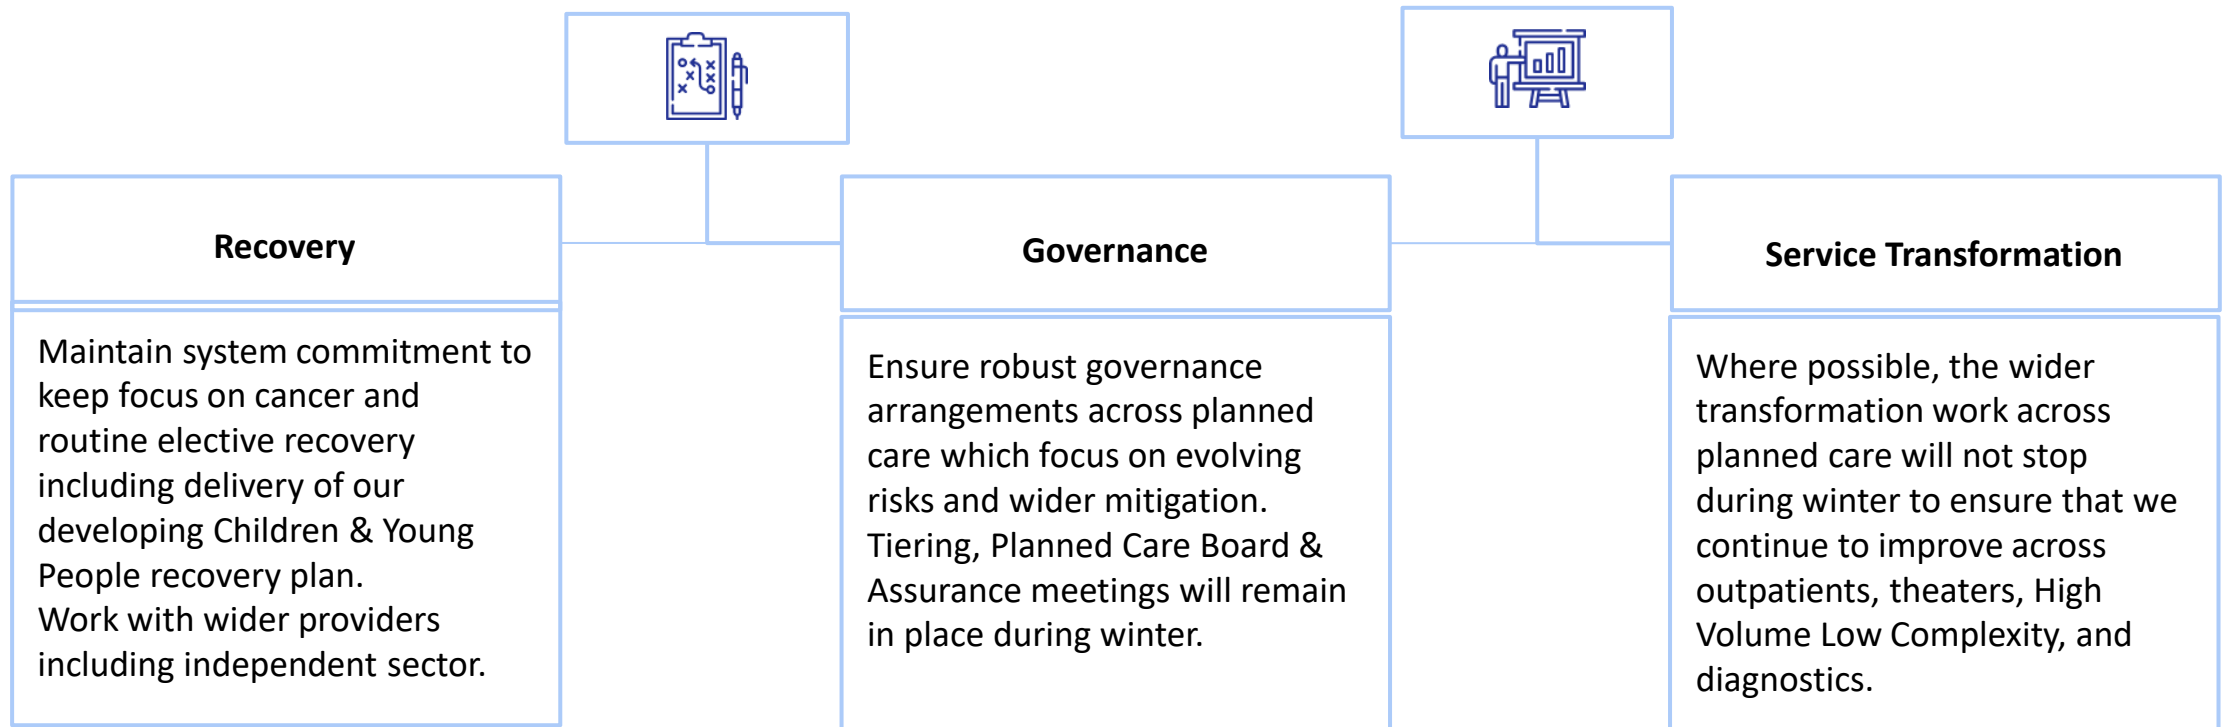 Recovery
Maintain system commitment to
keep focus on cancer and
routine elective recovery
including delivery of our
developing Children & Young
People recovery plan.
Work with wider providers
including independent sector.
Governance
Ensure robust governance
arrangements across planned
care which focus on evolving
risks and wider mitigation.
Tiering, Planned Care Board &
Assurance meetings will remain
in place during winter.
Service Transformation
Where possible, the wider
transformation work across
planned care will not stop
during winter to ensure that we
continue to improve across
outpatients, theaters, High
Volume Low Complexity, and
diagnostics.